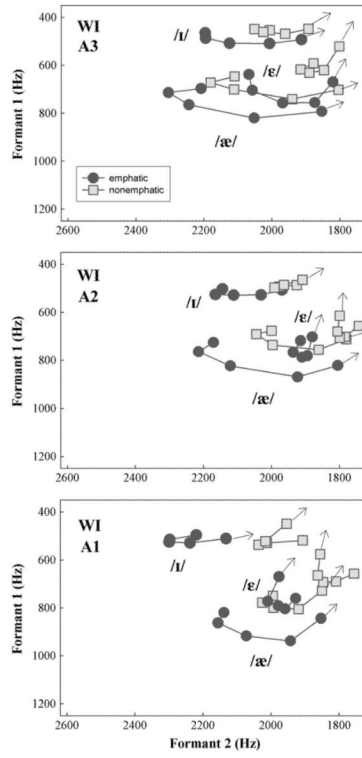 WI
A3
/ɪ/
/ɛ/
/æ/
emphatic
nonemphatic
Formant 1 (Hz)
400
600
800
1000
1200
2600
2400
2200
2000
1800
WI
A2
/ɪ/
/ɛ/
/æ/
Formant 1 (Hz)
400
600
800
1000
1200
2600
2400
2200
2000
1800
WI
A1
/ɪ/
/ɛ/
/æ/
Formant 1 (Hz)
400
600
800
1000
1200
2600
2400
2200
2000
1800
Formant 2 (Hz)